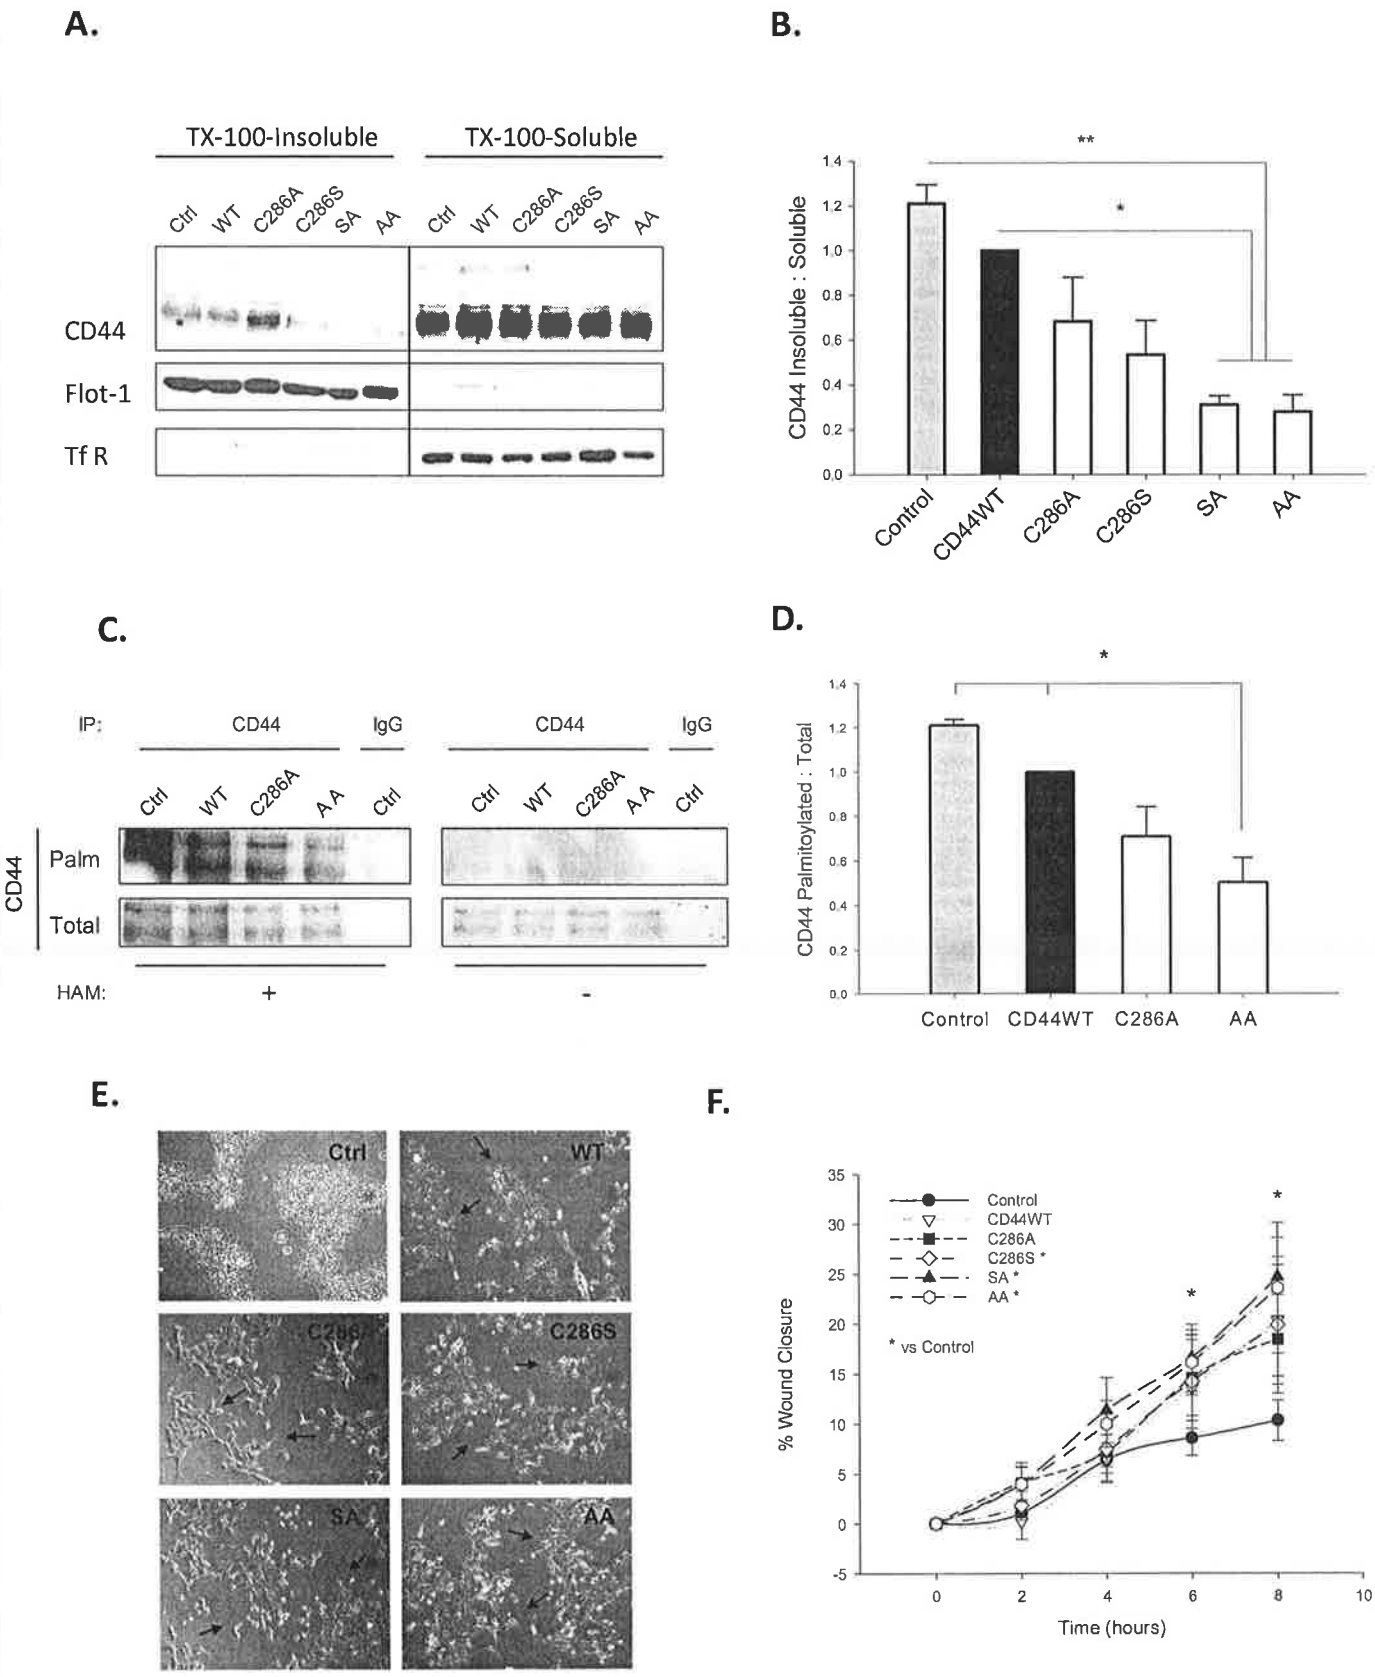 A.
TX-100-Insoluble
TX-100-Soluble
Ctrl WT C286A C286S SA AA
Ctrl WT C286A C286S SA AA
CD44
Flot-1
Tf R
B.
**
*
CD44 Insoluble : Soluble
1.4
1.2
1.0
0.8
0.6
0.4
0.2
0.0
Control CD44WT C286A C286S SA AA
C.
IP: CD44 IgG CD44 IgG
Ctrl WT C286A AA Ctrl
Ctrl WT C286A AA Ctrl
CD44
Palm
Total
HAM: + -
D.
*
CD44 Palmitoylated : Total
1.4
1.2
1.0
0.8
0.6
0.4
0.2
0.0
Control CD44WT C286A AA
E.
Ctrl WT
C286A C286S
SA AA
F.
% Wound Closure
35
30
25
20
15
10
5
0
-5
Control
CD44WT
C286A
C286S *
SA *
AA *
* vs Control
*
*
0 2 4 6 8 10
Time (hours)